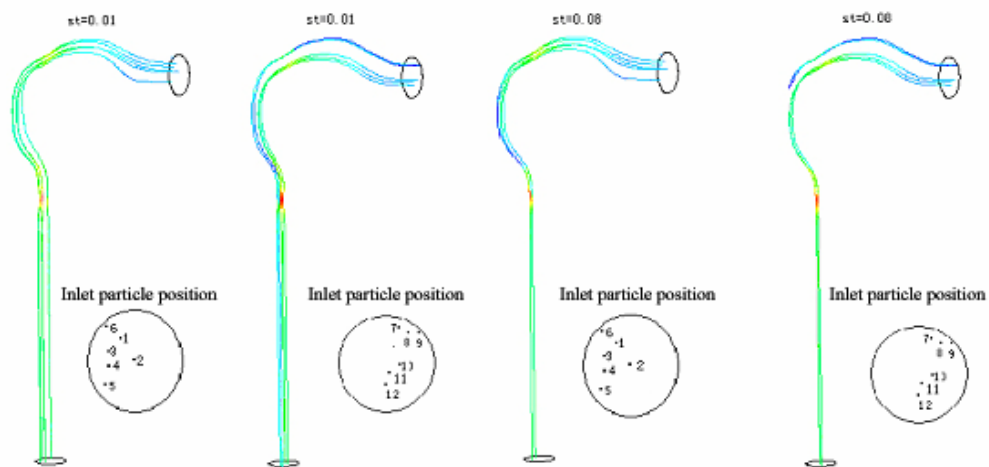 st=0.01
st=0.01
st=0.08
st=0.08
Inlet particle position
Inlet particle position
Inlet particle position
Inlet particle position
6
1
3
2
4
5
7
8 9
10
11
12
6
1
3
2
4
5
7
8 9
10
11
12